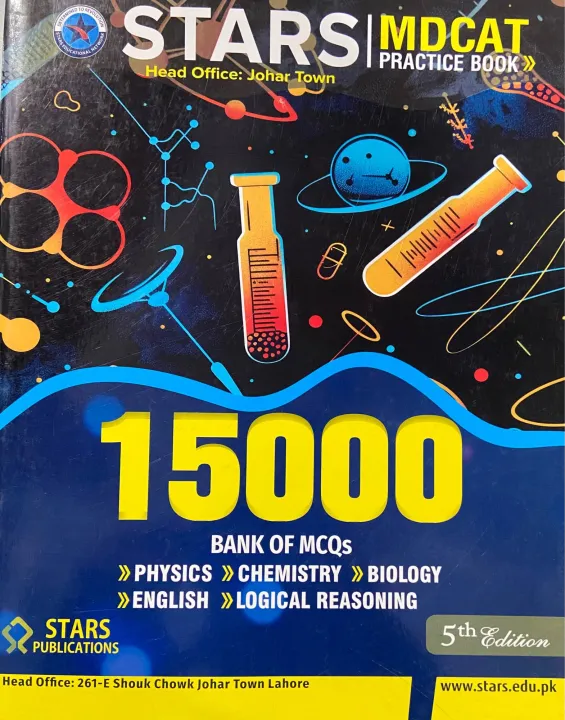 STARS
MDCAT
PRACTICE BOOK »
Head Office: Johar Town
15000
BANK OF MCQs
» PHYSICS » CHEMISTRY » BIOLOGY
» ENGLISH » LOGICAL REASONING
STARS
PUBLICATIONS
5th Edition
Head Office: 261-E Shouk Chowk Johar Town Lahore
www.stars.edu.pk